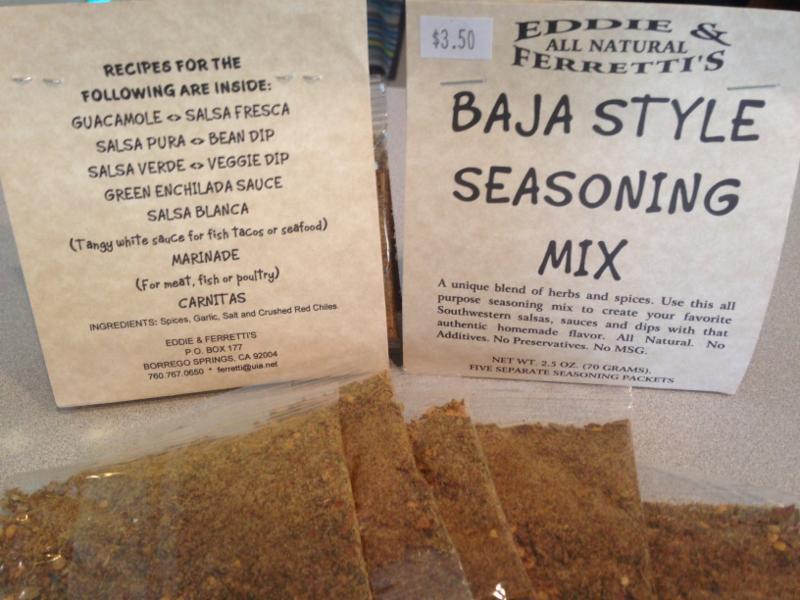 RECIPES FOR THE
FOLLOWING ARE INSIDE:
GUACAMOLE <> SALSA FRESCA
SALSA PURA <> BEAN DIP
SALSA VERDE <> VEGGIE DIP
GREEN ENCHILADA SAUCE
SALSA BLANCA
(Tangy white sauce for fish tacos or seafood)
MARINADE
(For meat, fish or poultry)
CARNITAS
INGREDIENTS: Spices, Garlic, Salt and Crushed Red Chiles.
EDDIE & FERRETTI'S
P.O. BOX 177
BORREGO SPRINGS, CA 92004
760.767.0650 * ferretti@uia.net
$3.50
EDDIE &
ALL NATURAL
FERRETTI'S
BAJA STYLE
SEASONING
MIX
A unique blend of herbs and spices. Use this all
purpose seasoning mix to create your favorite
Southwestern salsas, sauces and dips with that
authentic homemade flavor. All Natural. No
Additives. No Preservatives. No MSG.
NET WT. 2.5 OZ. (70 GRAMS).
FIVE SEPARATE SEASONING PACKETS